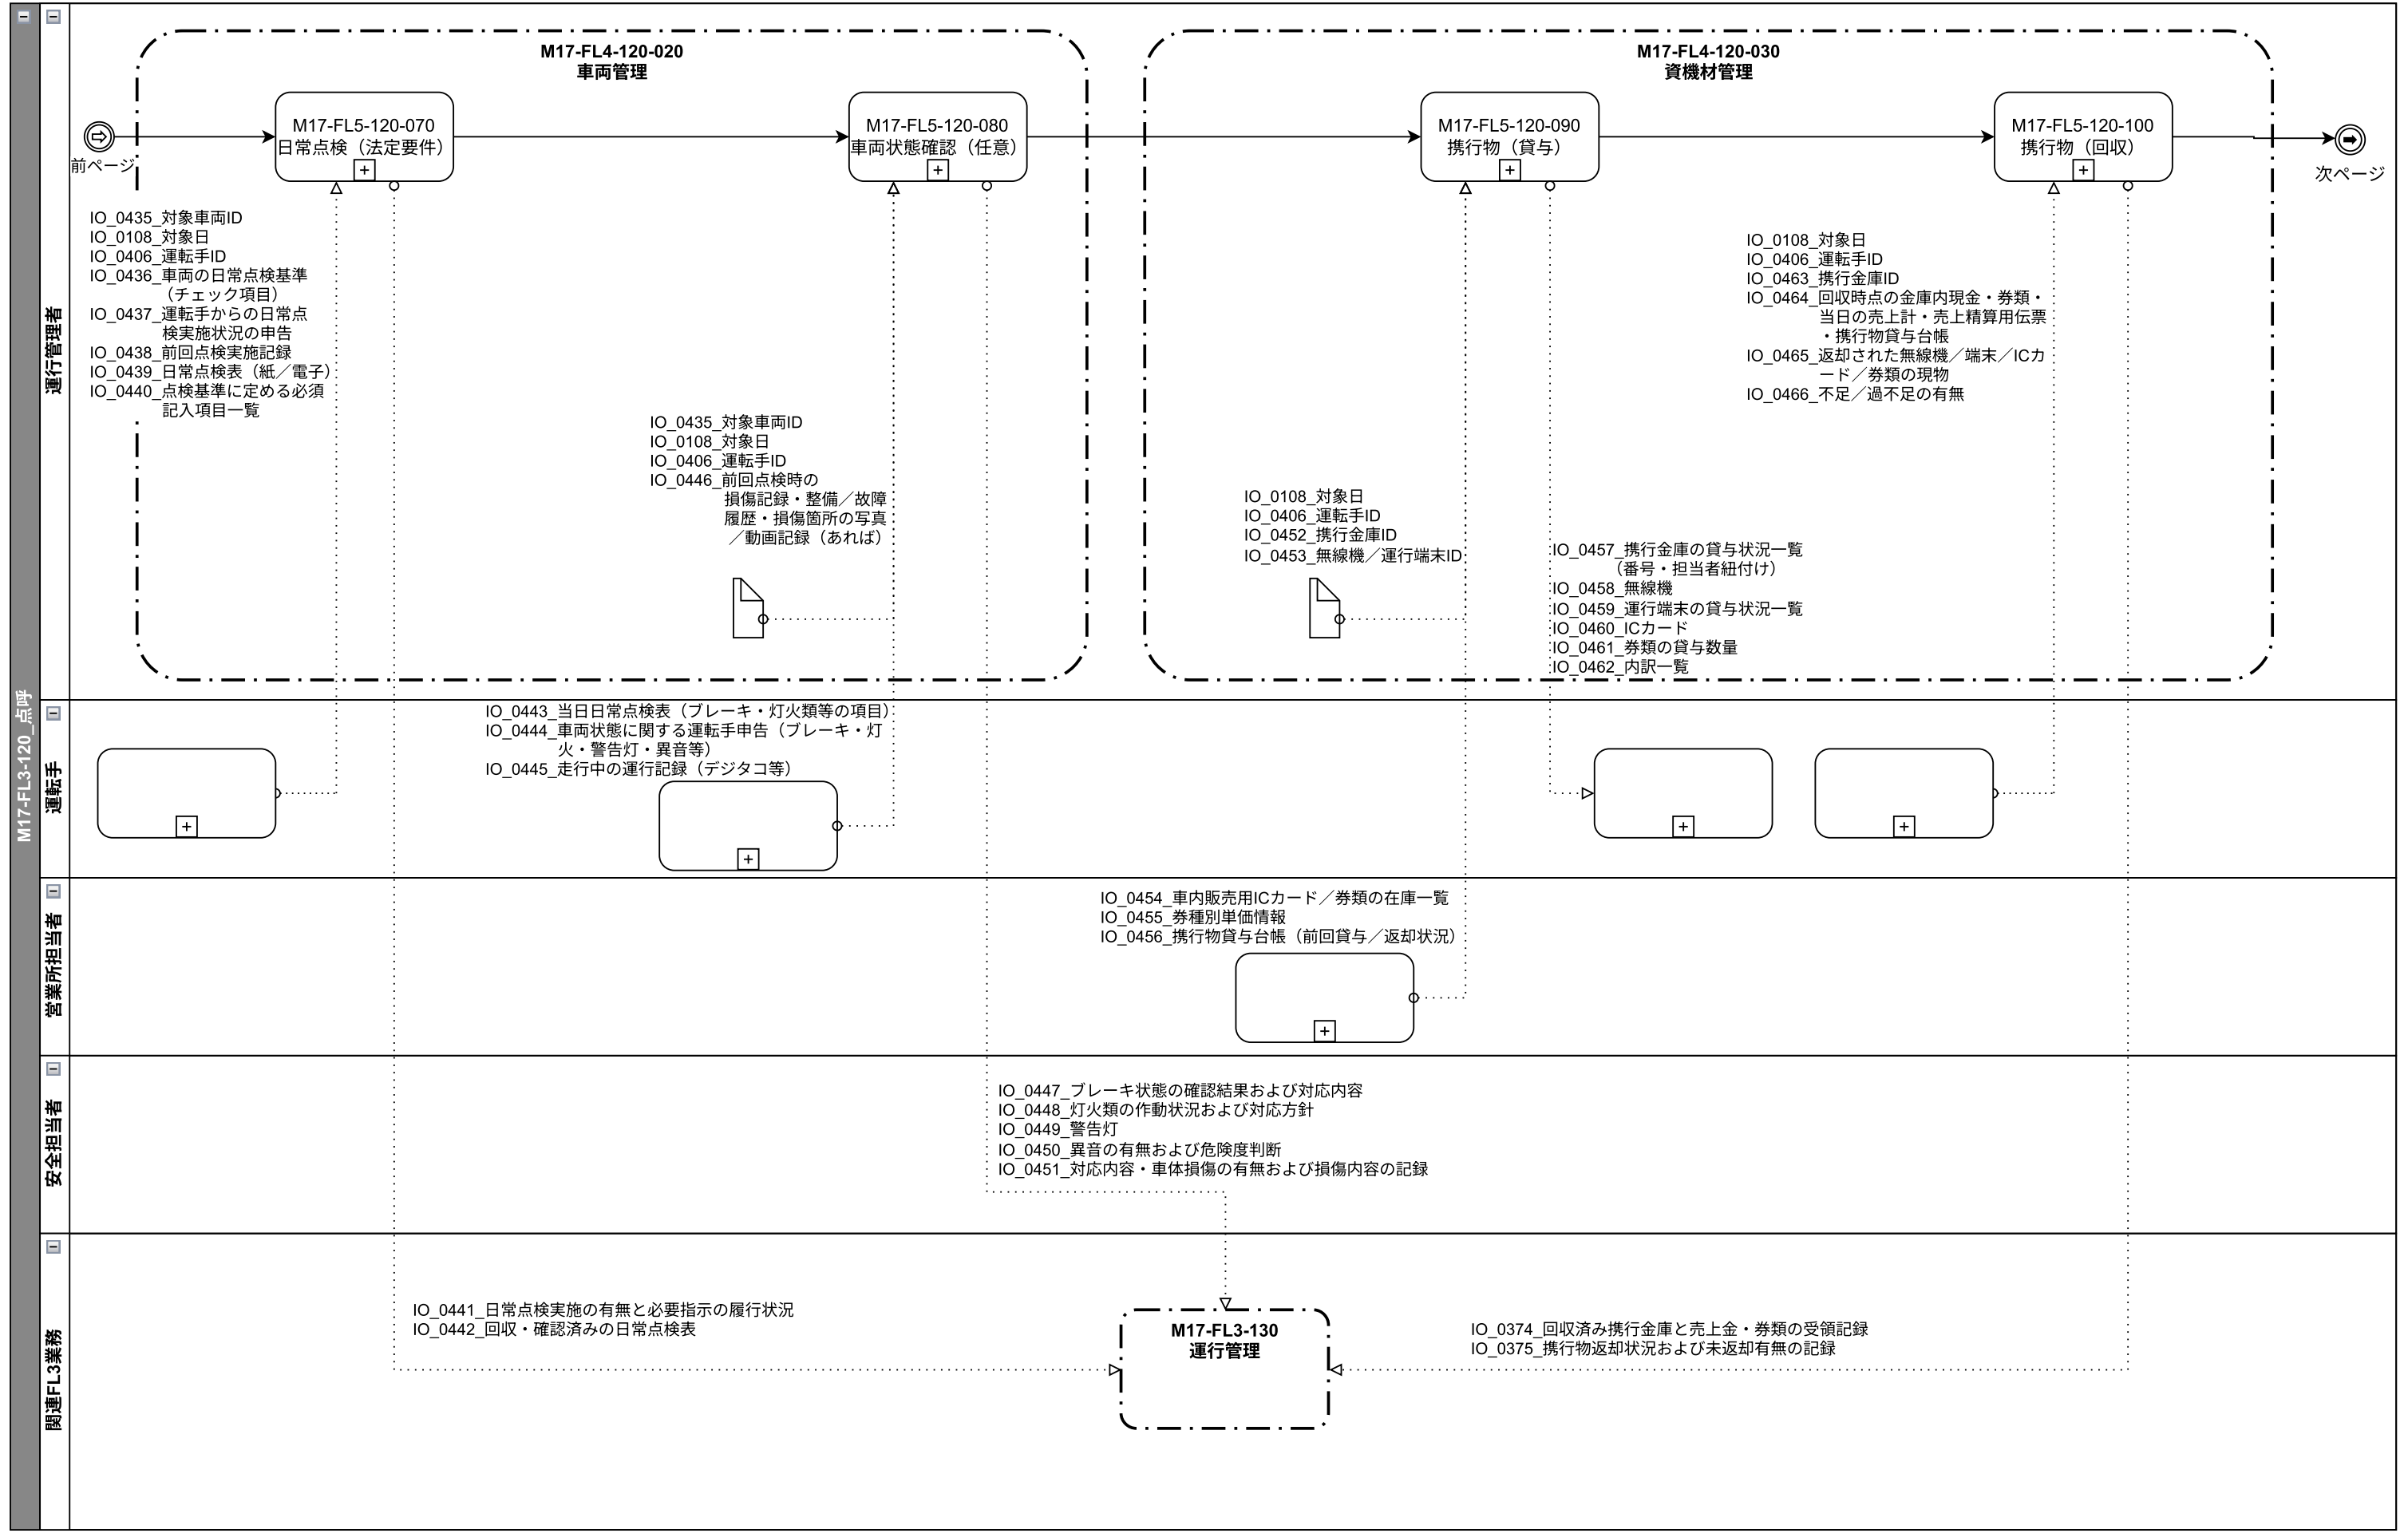 M17-FL3-120_点呼
運行管理者
M17-FL4-120-020
車両管理
M17-FL4-120-030
資機材管理
前ページ
M17-FL5-120-070
日常点検（法定要件）
M17-FL5-120-080
車両状態確認（任意）
M17-FL5-120-090
携行物（貸与）
M17-FL5-120-100
携行物（回収）
次ページ
IO_0435_対象車両ID
IO_0108_対象日
IO_0406_運転手ID
IO_0436_車両の日常点検基準
（チェック項目）
IO_0437_運転手からの日常点
検実施状況の申告
IO_0438_前回点検実施記録
IO_0439_日常点検表（紙／電子）
IO_0440_点検基準に定める必須
記入項目一覧
IO_0435_対象車両ID
IO_0108_対象日
IO_0406_運転手ID
IO_0446_前回点検時の
損傷記録・整備／故障
履歴・損傷箇所の写真
／動画記録（あれば）
IO_0108_対象日
IO_0406_運転手ID
IO_0452_携行金庫ID
IO_0453_無線機／運行端末ID
IO_0457_携行金庫の貸与状況一覧
（番号・担当者紐付け）
IO_0458_無線機
IO_0459_運行端末の貸与状況一覧
IO_0460_ICカード
IO_0461_券類の貸与数量
IO_0462_内訳一覧
IO_0108_対象日
IO_0406_運転手ID
IO_0463_携行金庫ID
IO_0464_回収時点の金庫内現金・券類・
当日の売上計・売上精算用伝票
・携行物貸与台帳
IO_0465_返却された無線機／端末／ICカ
ード／券類の現物
IO_0466_不足／過不足の有無
運転手
IO_0443_当日日常点検表（ブレーキ・灯火類等の項目）
IO_0444_車両状態に関する運転手申告（ブレーキ・灯
火・警告灯・異音等）
IO_0445_走行中の運行記録（デジタコ等）
営業所担当者
IO_0454_車内販売用ICカード／券類の在庫一覧
IO_0455_券種別単価情報
IO_0456_携行物貸与台帳（前回貸与／返却状況）
安全担当者
IO_0447_ブレーキ状態の確認結果および対応内容
IO_0448_灯火類の作動状況および対応方針
IO_0449_警告灯
IO_0450_異音の有無および危険度判断
IO_0451_対応内容・車体損傷の有無および損傷内容の記録
関連FL3業務
IO_0441_日常点検実施の有無と必要指示の履行状況
IO_0442_回収・確認済みの日常点検表
M17-FL3-130
運行管理
IO_0374_回収済み携行金庫と売上金・券類の受領記録
IO_0375_携行物返却状況および未返却有無の記録